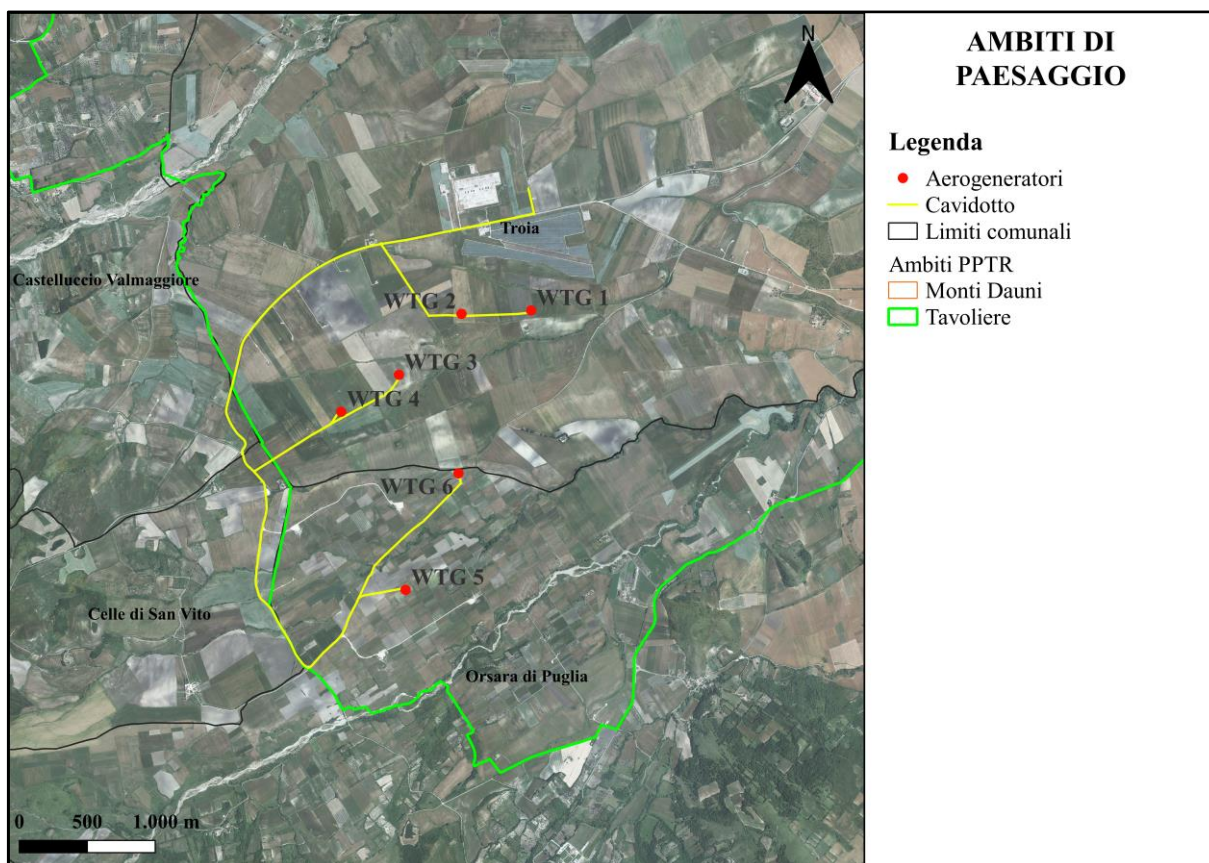 N
Troia
Castelluccio Valmaggiore
WTG 2
WTG 1
WTG 3
WTG 4
WTG 6
WTG 5
Celle di San Vito
Orsara di Puglia
0 500 1.000 m
AMBITI DI
PAESAGGIO
Legenda
Aerogeneratori
Cavidotto
Limiti comunali
Ambiti PPTR
Monti Dauni
Tavoliere